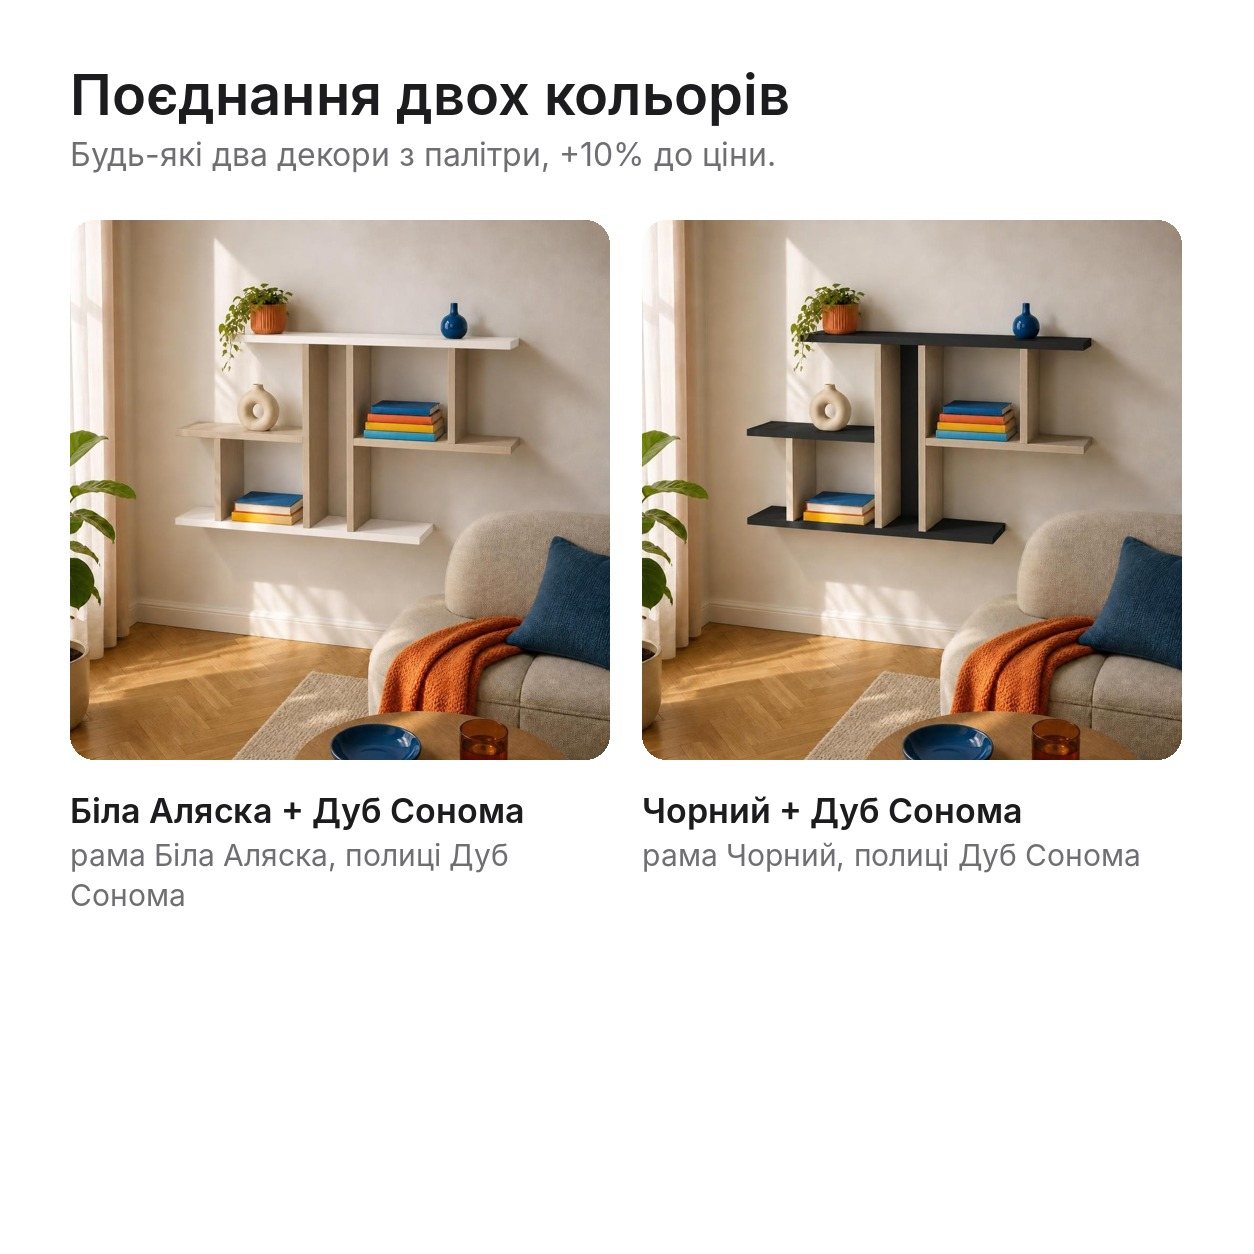 Поєднання двох кольорів
Будь-які два декори з палітри, +10% до ціни.
Біла Аляска + Дуб Сонома
рама Біла Аляска, полиці Дуб
Сонома
Чорний + Дуб Сонома
рама Чорний, полиці Дуб Сонома